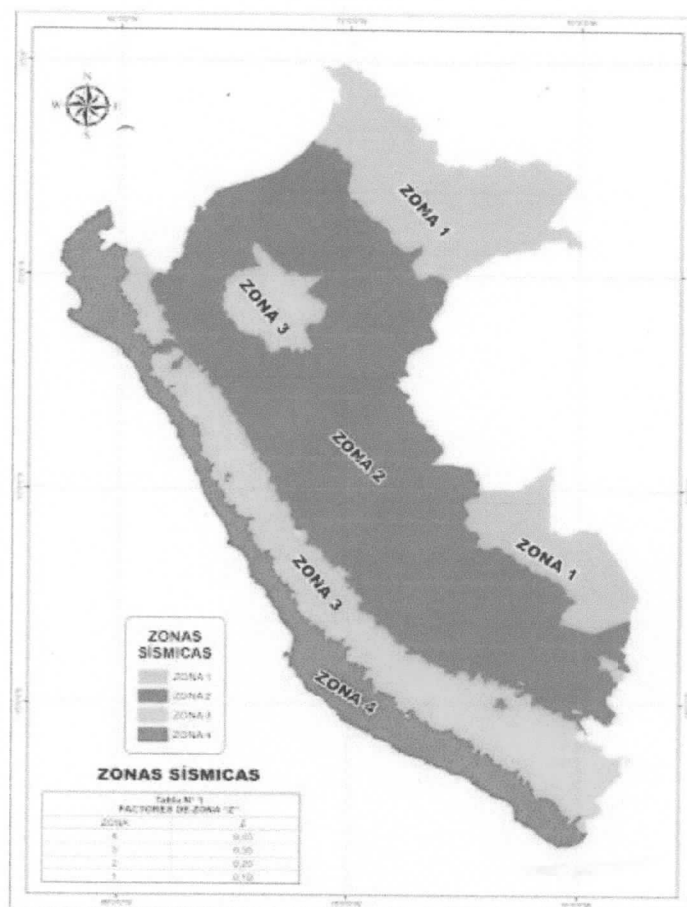 N
W E
S
ZONA 1
ZONA 3
ZONA 2
ZONA 1
ZONA 3
ZONA 4
ZONAS
SÍSMICAS
ZONA 1
ZONA 2
ZONA 3
ZONA 4
ZONAS SÍSMICAS
Tabla N° 1
FACTORES DE ZONA "Z"
ZONA Z
4 0,45
3 0,35
2 0,25
1 0,10